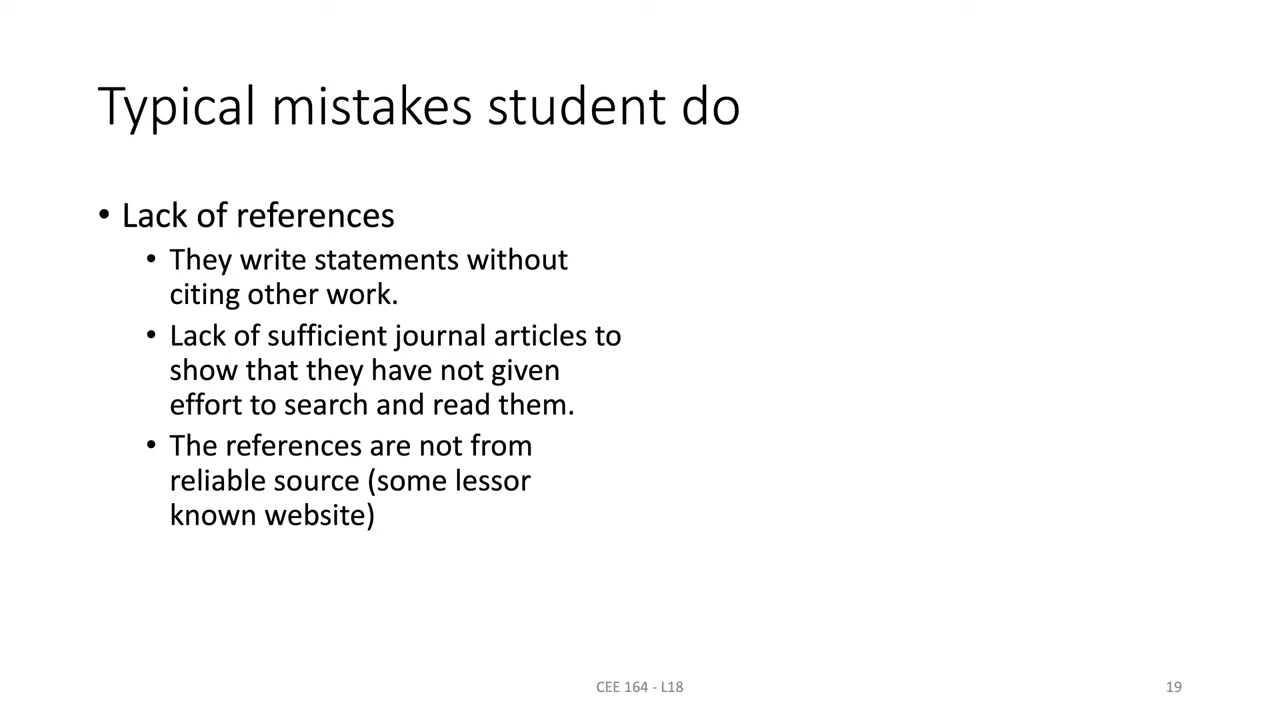 Typical mistakes student do
• Lack of references
• They write statements without
citing other work.
• Lack of sufficient journal articles to
show that they have not given
effort to search and read them.
• The references are not from
reliable source (some lessor
known website)
CEE 164 - L18
19